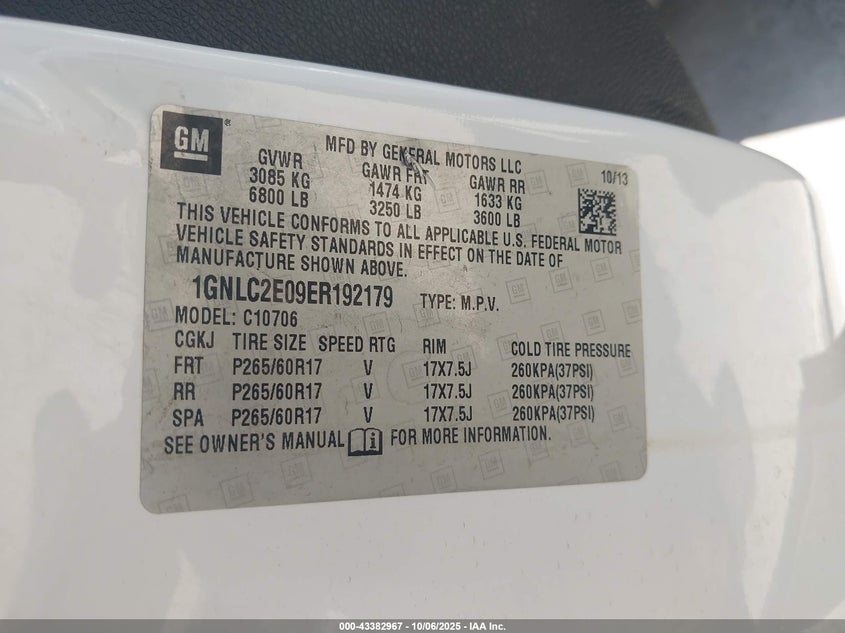 GM ®
MFD BY GENERAL MOTORS LLC
GVWR GAWR FRT GAWR RR 10/13
3085 KG 1474 KG 1633 KG
6800 LB 3250 LB 3600 LB
THIS VEHICLE CONFORMS TO ALL APPLICABLE U.S. FEDERAL MOTOR
VEHICLE SAFETY STANDARDS IN EFFECT ON THE DATE OF
MANUFACTURE SHOWN ABOVE.
1GNLC2E09ER192179 TYPE: M.P.V.
MODEL: C10706
CGKJ TIRE SIZE SPEED RTG RIM COLD TIRE PRESSURE
FRT P265/60R17 V 17X7.5J 260KPA(37PSI)
RR P265/60R17 V 17X7.5J 260KPA(37PSI)
SPA P265/60R17 V 17X7.5J 260KPA(37PSI)
SEE OWNER'S MANUAL FOR MORE INFORMATION.
000-43382967 - 10/06/2025 - IAA Inc.